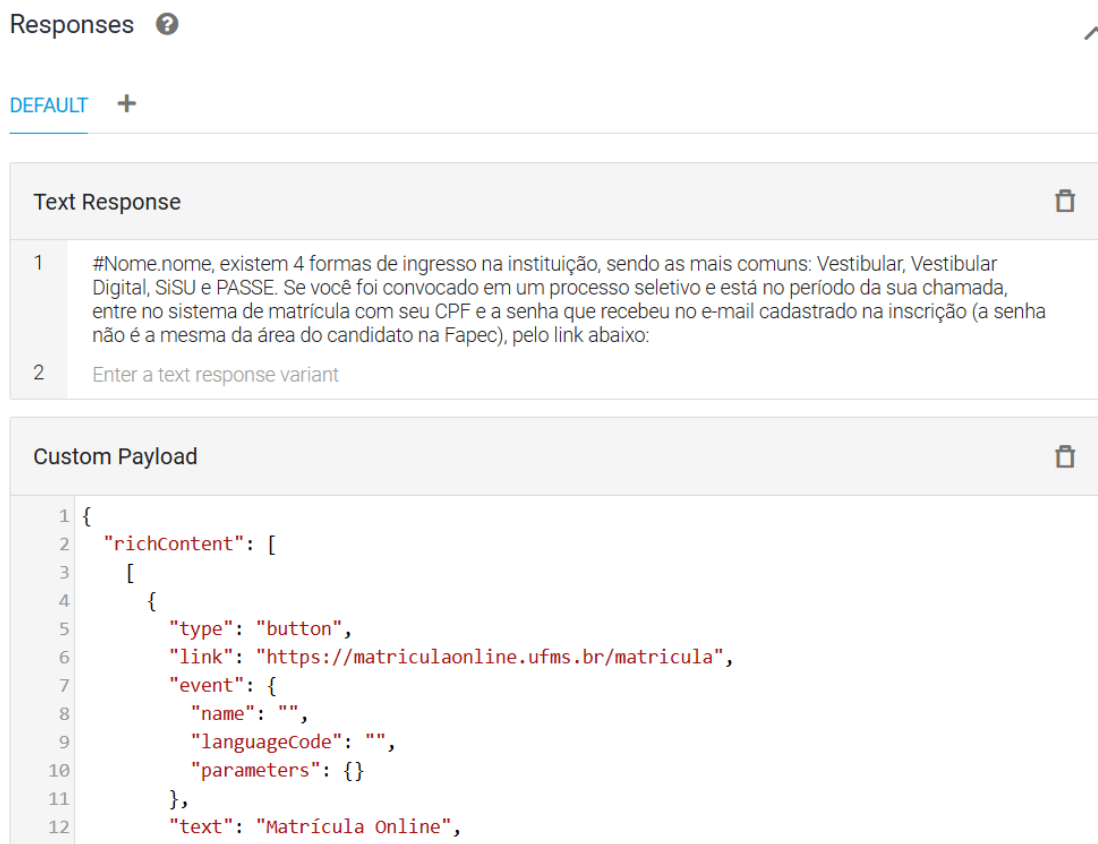 Responses ?
DEFAULT +
Text Response
1 #Nome.nome, existem 4 formas de ingresso na instituição, sendo as mais comuns: Vestibular, Vestibular
Digital, SiSU e PASSE. Se você foi convocado em um processo seletivo e está no período da sua chamada,
entre no sistema de matrícula com seu CPF e a senha que recebeu no e-mail cadastrado na inscrição (a senha
não é a mesma da área do candidato na Fapec), pelo link abaixo:
2 Enter a text response variant
Custom Payload
1 {
2 "richContent": [
3 [
4 {
5 "type": "button",
6 "link": "https://matriculaonline.ufms.br/matricula",
7 "event": {
8 "name": "",
9 "languageCode": "",
10 "parameters": {}
11 },
12 "text": "Matrícula Online",